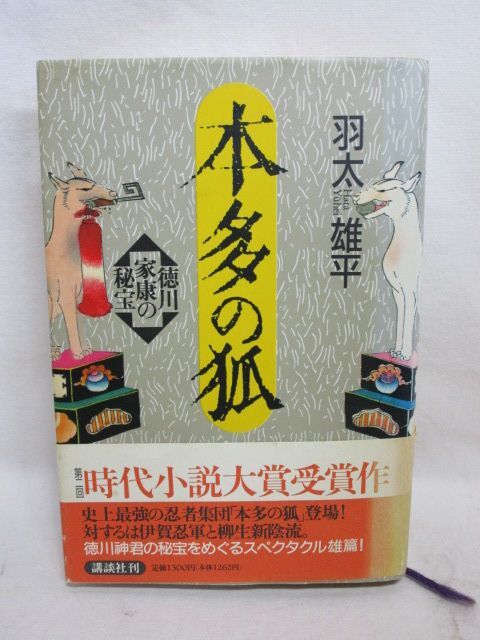 本多の狐
徳川
家康の
秘宝
羽太雄平
Hata
Yūhei
第二回
時代小説大賞受賞作
史上最強の忍者集団「本多の狐」登場!
対するは伊賀忍軍と柳生新陰流。
徳川神君の秘宝をめぐるスペクタクル雄篇!
講談社刊
定価1300円(本体1262円)